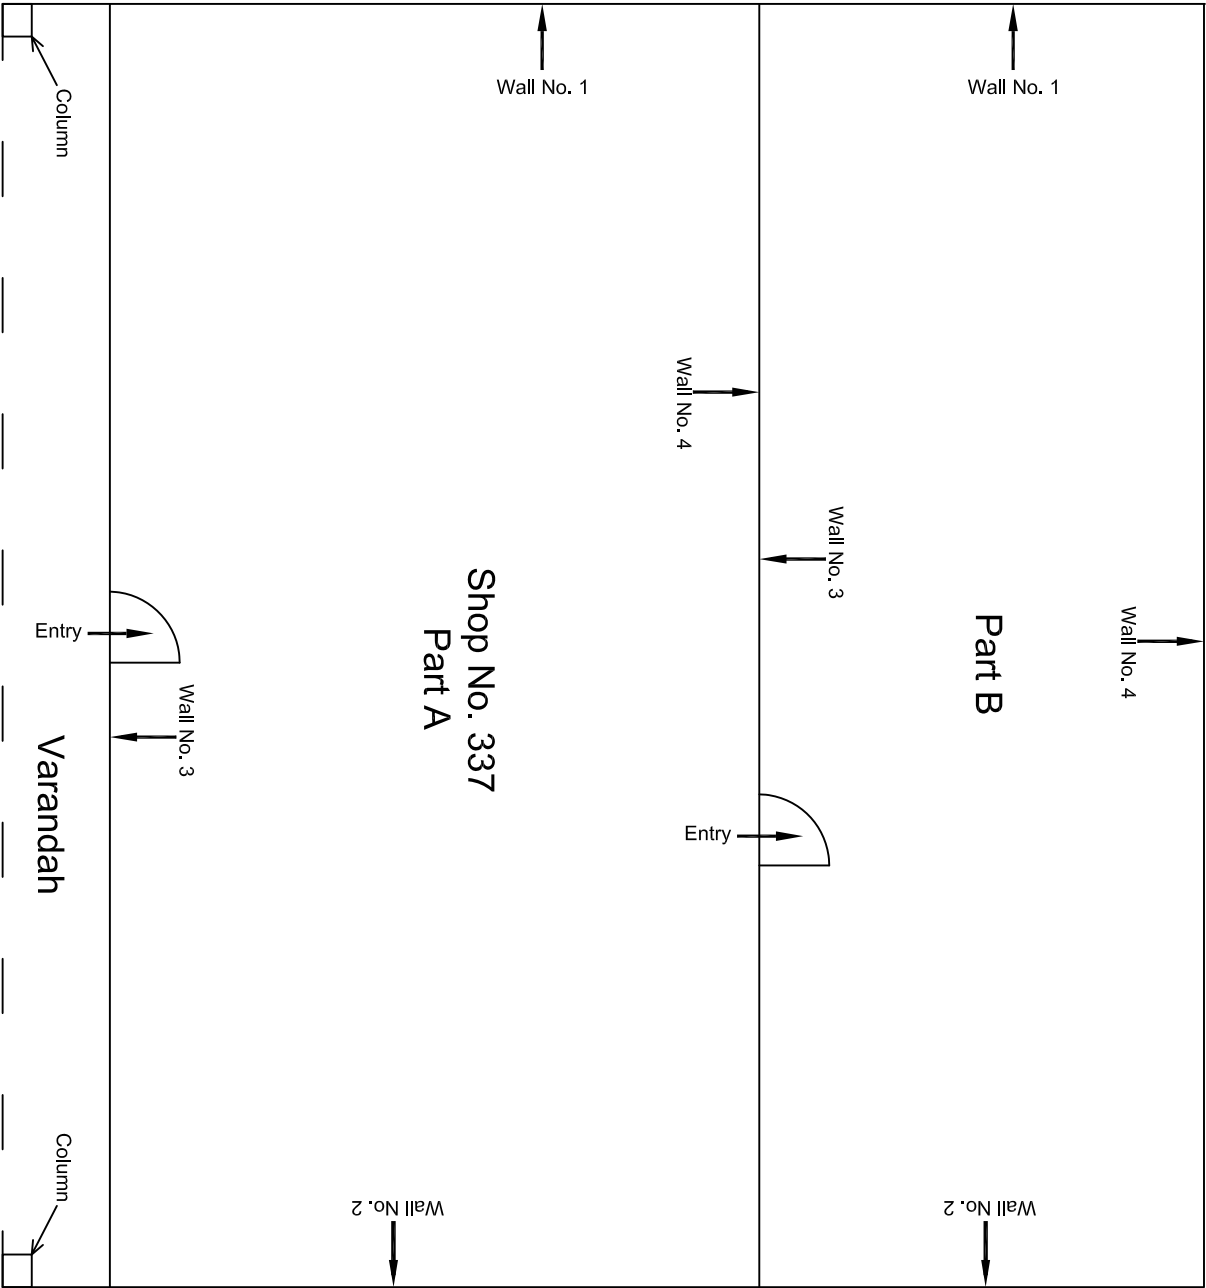 Wall No. 1
Wall No. 1
Column
Wall No. 4
Wall No. 3
Shop No. 337
Part A
Part B
Wall No. 4
Entry
Wall No. 3
Varandah
Entry
Column
Wall No. 2
Wall No. 2